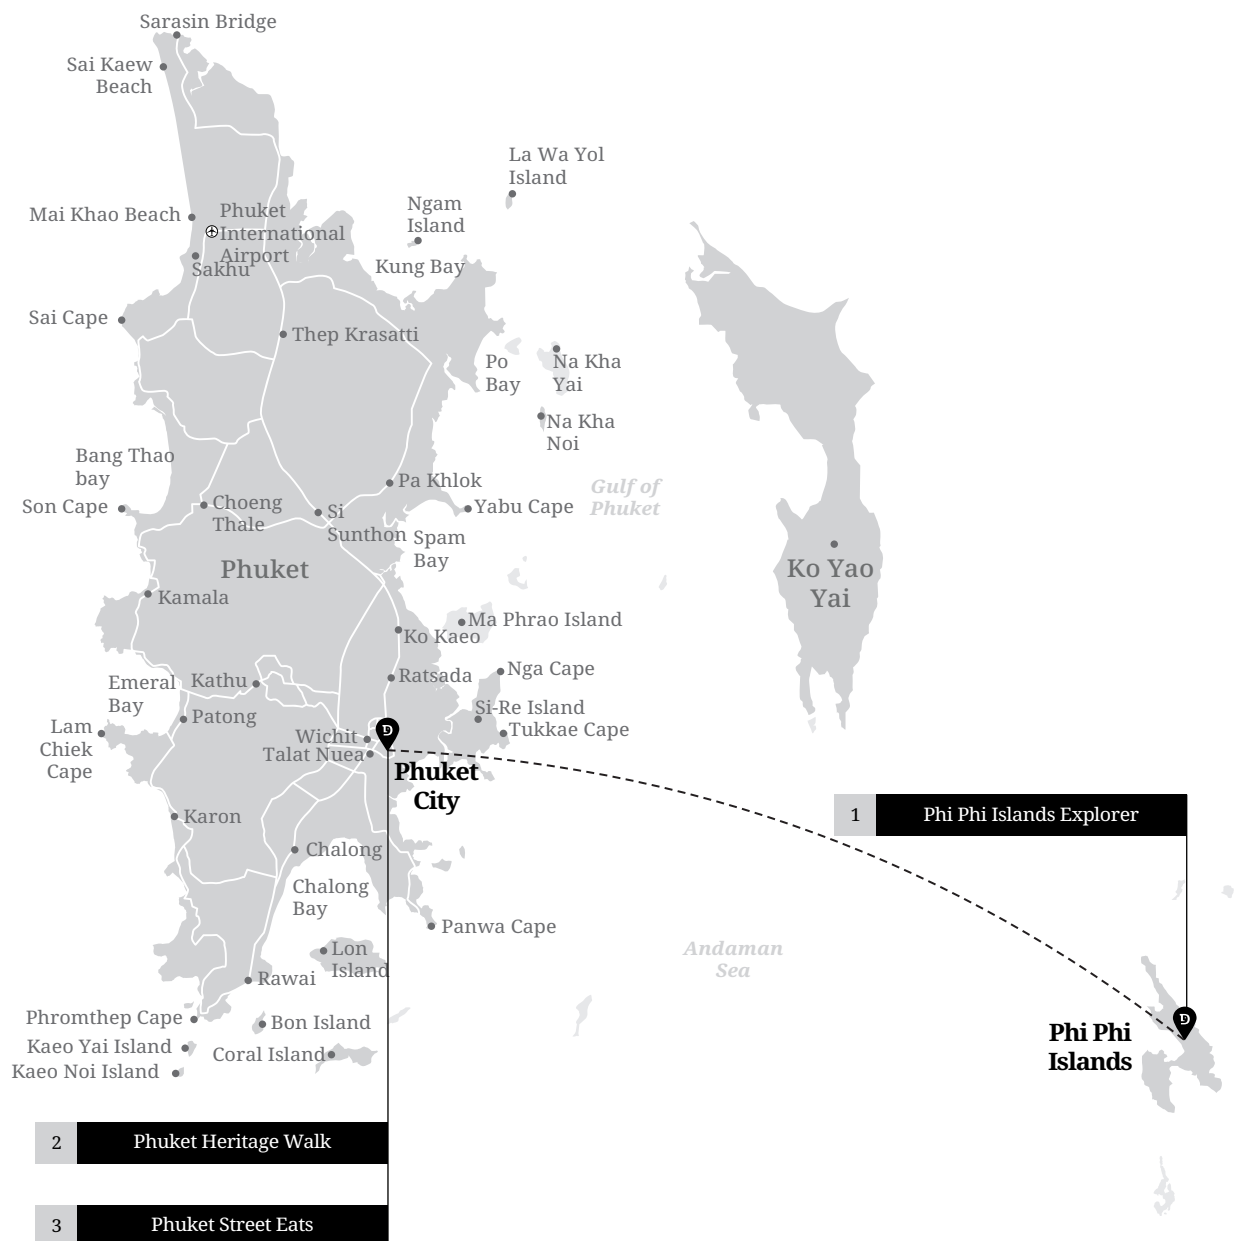 Sarasin Bridge
Sai Kaew
Beach
La Wa Yol
Island
Mai Khao Beach
Phuket
International
Airport
Ngam
Island
Sakhu
Kung Bay
Sai Cape
Thep Krasatti
Po
Bay
Na Kha
Yai
Na Kha
Noi
Bang Thao
bay
Pa Khlok
Gulf of
Phuket
Son Cape
Choeng
Thale
Si
Sunthon
Yabu Cape
Spam
Bay
Phuket
Ko Yao
Yai
Kamala
Ma Phrao Island
Ko Kaeo
Emeral
Bay
Kathu
Ratsada
Nga Cape
Patong
Si-Re Island
Lam
Chiek
Cape
Wichit
Talat Nuea
Tukkae Cape
Phuket
City
Karon
1
Phi Phi Islands Explorer
Chalong
Chalong
Bay
Panwa Cape
Lon
Island
Andaman
Sea
Rawai
Phromthep Cape
Bon Island
Kaeo Yai Island
Coral Island
Kaeo Noi Island
Phi Phi
Islands
2
Phuket Heritage Walk
3
Phuket Street Eats